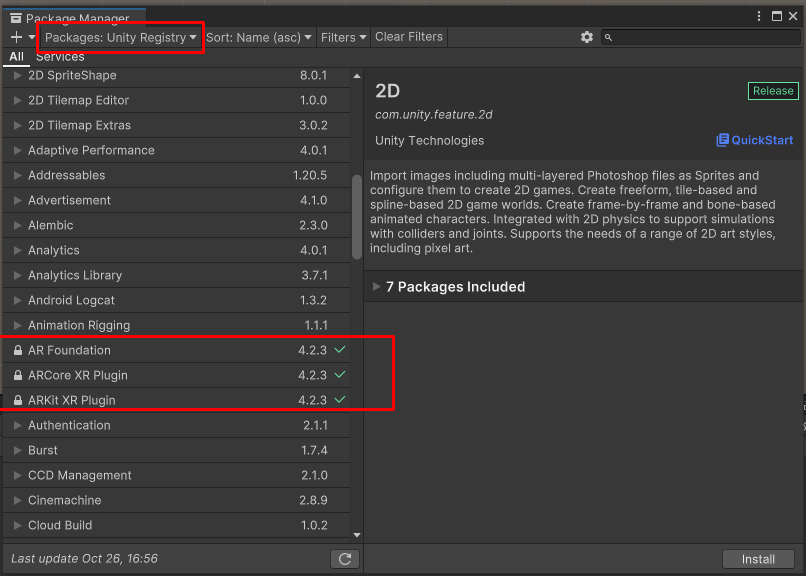 Package Manager
Packages: Unity Registry
Sort: Name (asc)
Filters
Clear Filters
All
Services
2D SpriteShape 8.0.1
2D Tilemap Editor 1.0.0
2D Tilemap Extras 3.0.2
Adaptive Performance 4.0.1
Addressables 1.20.5
Advertisement 4.1.0
Alembic 2.3.0
Analytics 4.0.1
Analytics Library 3.7.1
Android Logcat 1.3.2
Animation Rigging 1.1.1
AR Foundation 4.2.3
ARCore XR Plugin 4.2.3
ARKit XR Plugin 4.2.3
Authentication 2.1.1
Burst 1.7.4
CCD Management 2.1.0
Cinemachine 2.8.9
Cloud Build 1.0.2
Last update Oct 26, 16:56
2D
Release
com.unity.feature.2d
Unity Technologies
QuickStart
Import images including multi-layered Photoshop files as Sprites and
configure them to create 2D games. Create freeform, tile-based and
spline-based 2D game worlds. Create frame-by-frame and bone-based
animated characters. Integrated with 2D physics to support simulations
with colliders and joints. Supports the needs of a range of 2D art styles,
including pixel art.
7 Packages Included
Install